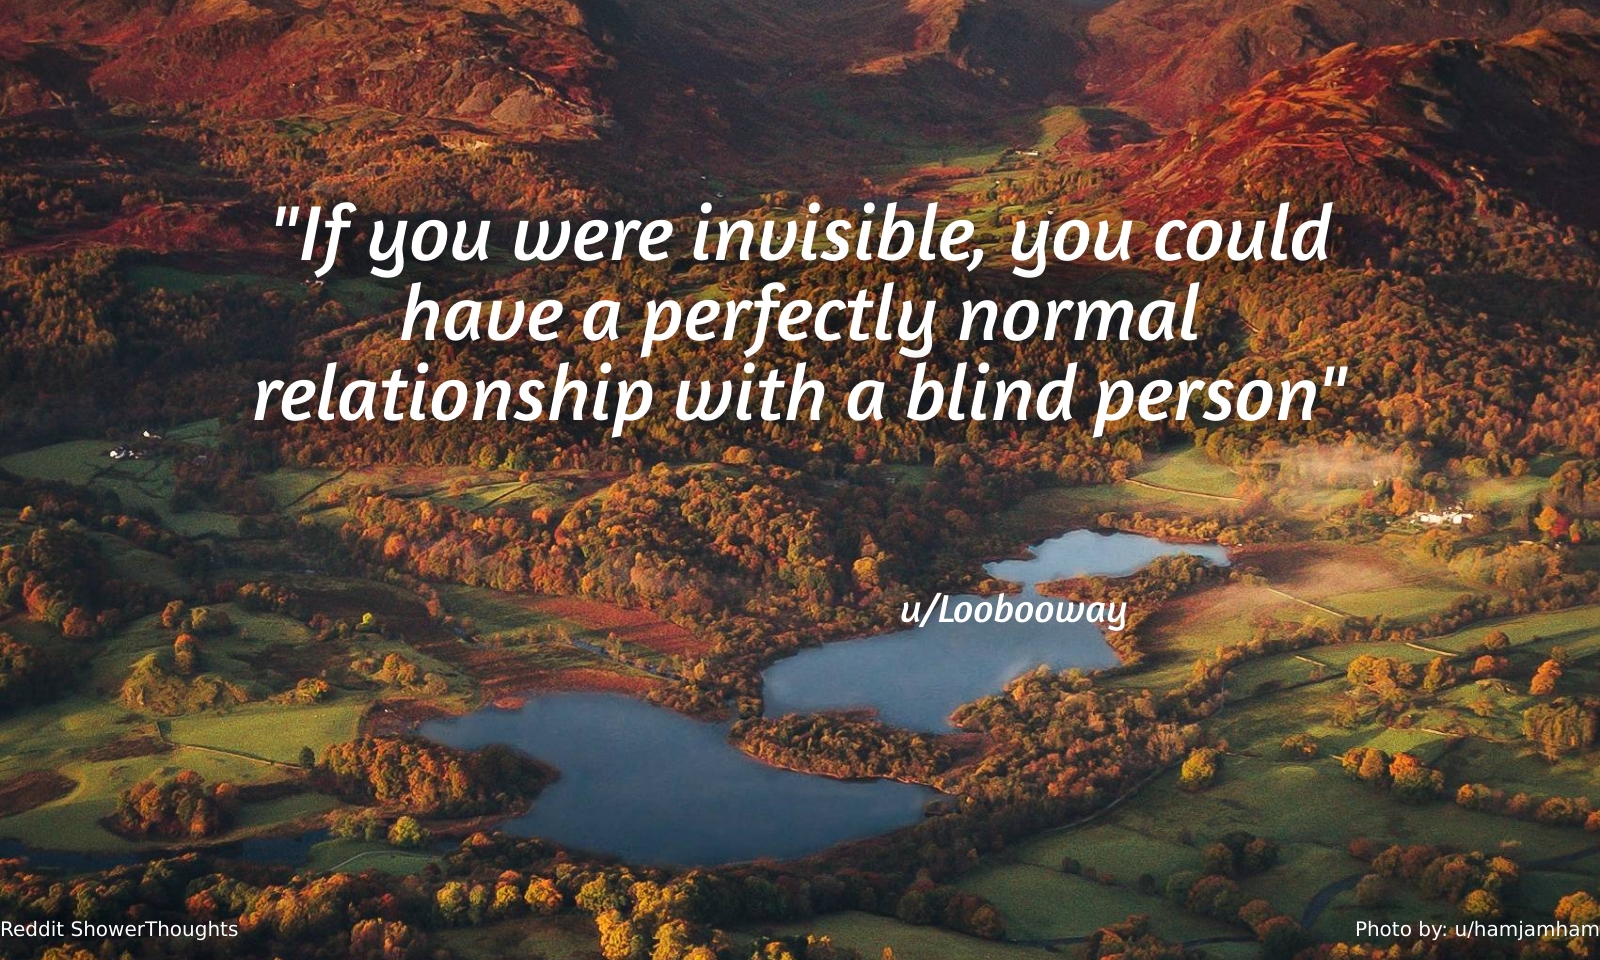 "If you were invisible, you could
have a perfectly normal
relationship with a blind person"
u/Loobooway
Reddit ShowerThoughts
Photo by: u/hamjamham